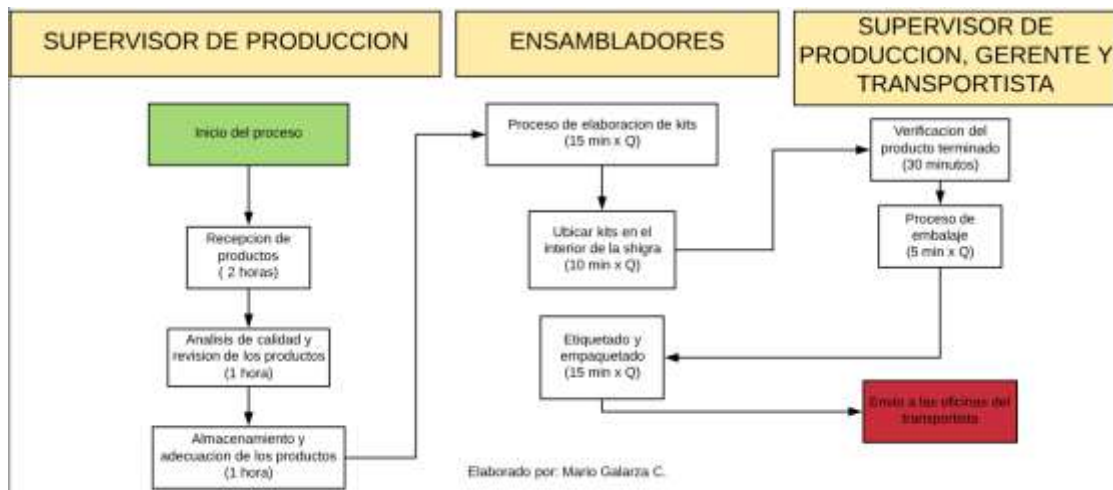 SUPERVISOR DE PRODUCCION
ENSAMBLADORES
SUPERVISOR DE
PRODUCCION, GERENTE Y
TRANSPORTISTA
Inicio del proceso
Recepcion de
productos
( 2 horas)
Analisis de calidad y
revision de los productos
(1 hora)
Almacenamiento y
adecuacion de los productos
(1 hora)
Proceso de elaboracion de kits
(15 min x Q)
Ubicar kits en el
interior de la shigra
(10 min x Q)
Verificacion del
producto terminado
(30 minutos)
Proceso de
embalaje
(5 min x Q)
Etiquetado y
empaquetado
(15 min x Q)
Envio a las oficinas del
transportista
Elaborado por: Mario Galarza C.